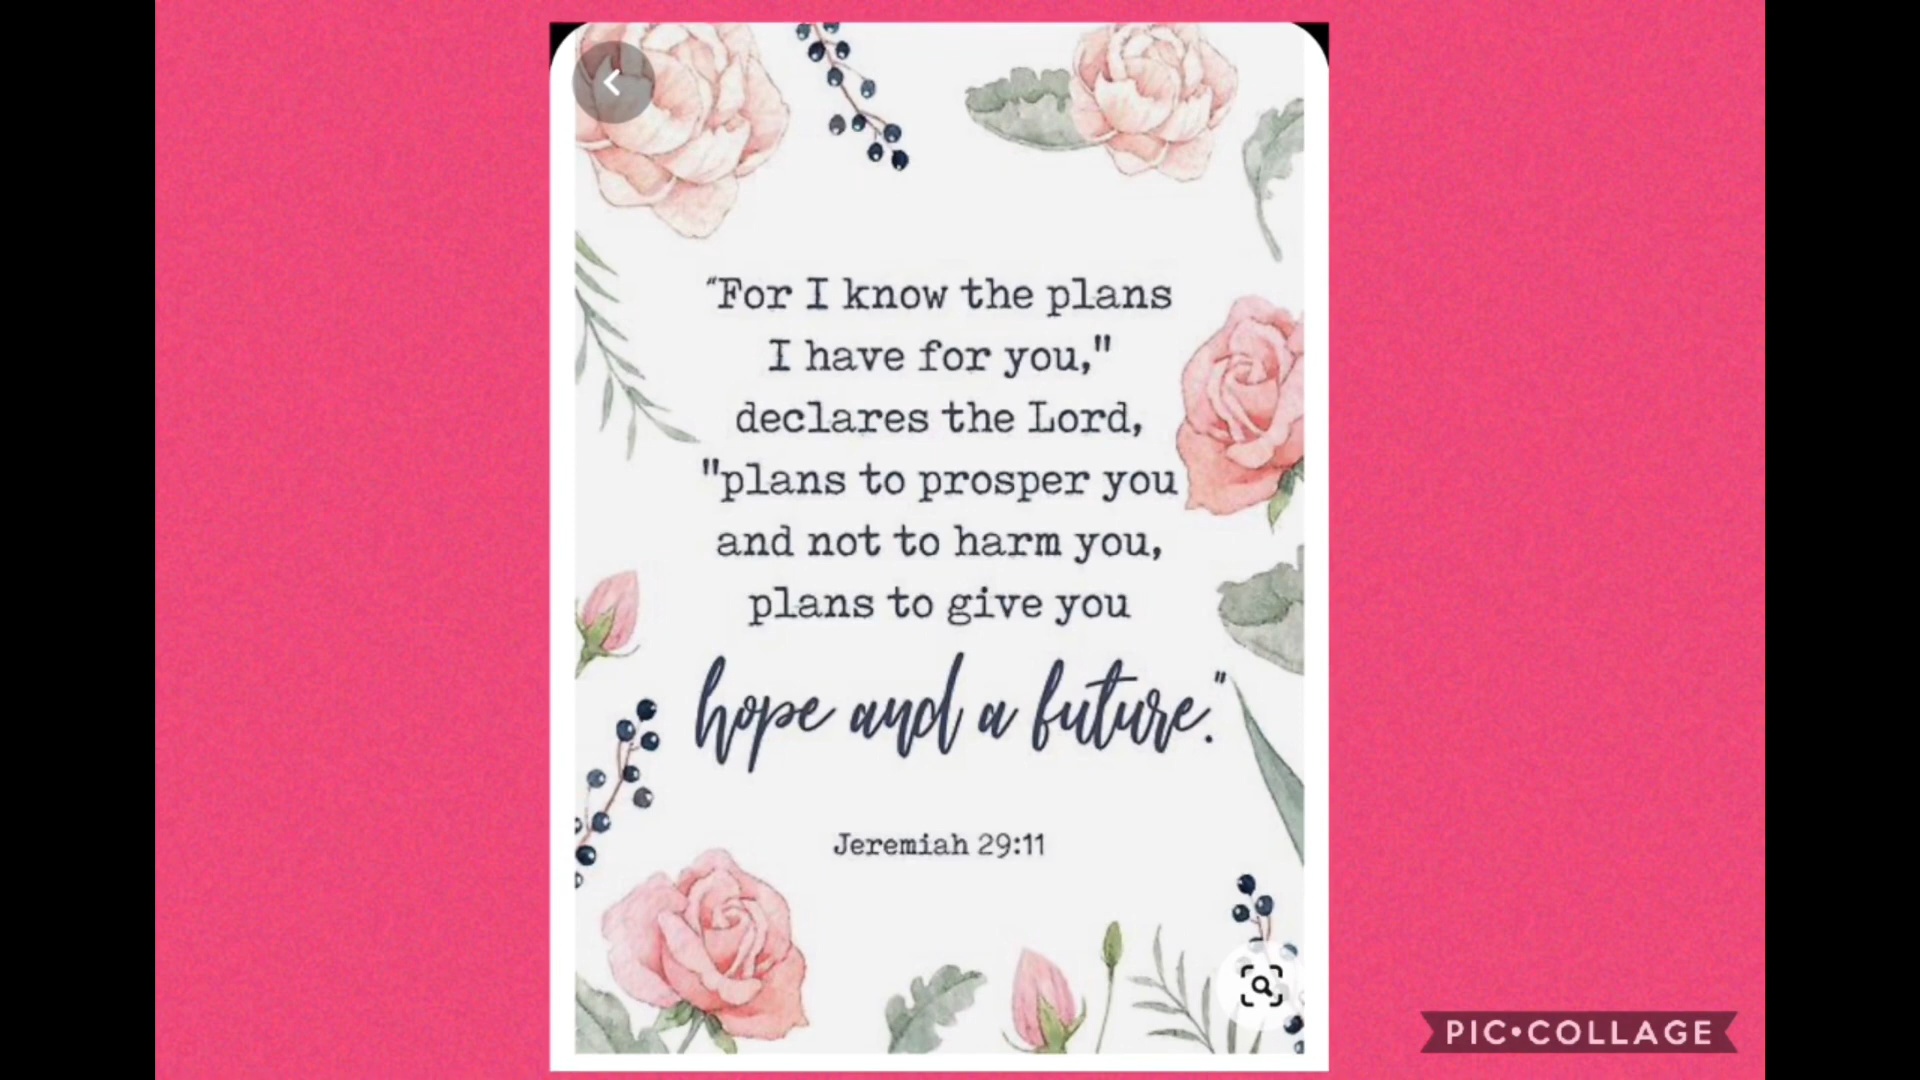 “For I know the plans
I have for you,"
declares the Lord,
"plans to prosper you
and not to harm you,
plans to give you
hope and a future."
Jeremiah 29:11
PIC•COLLAGE